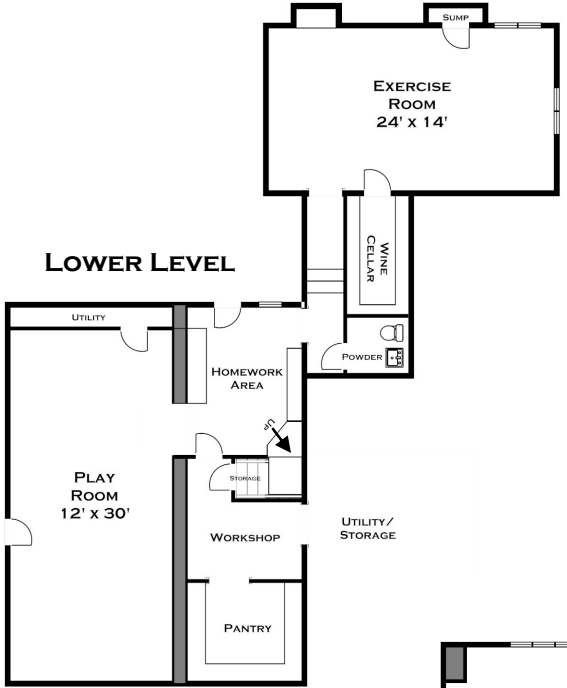 SUMP
EXERCISE
ROOM
24' x 14'
WINE
CELLAR
LOWER LEVEL
UTILITY
POWDER
HOMEWORK
AREA
UP
STORAGE
PLAY
ROOM
12' x 30'
UTILITY/
STORAGE
WORKSHOP
PANTRY